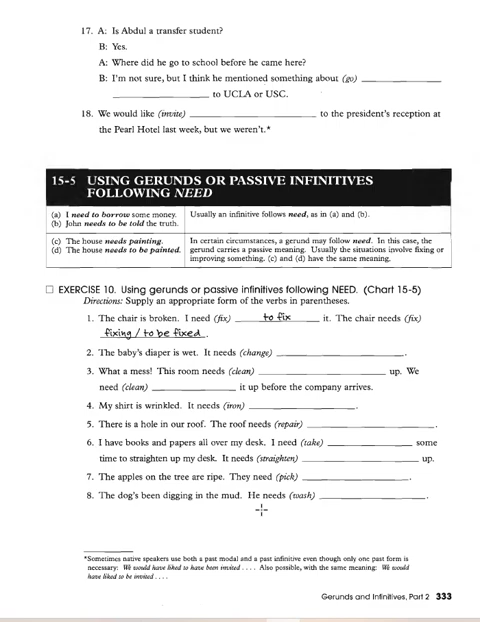 17. A: Is Abdul a transfer student?
B: Yes.
A: Where did he go to school before he came here?
B: I'm not sure, but I think he mentioned something about (go) ____________
____________ to UCLA or USC.
18. We would like (invite) ____________ to the president's reception at
the Pearl Hotel last week, but we weren't.*
15-5 USING GERUNDS OR PASSIVE INFINITIVES
FOLLOWING NEED
(a) I need to borrow some money.
(b) John needs to be told the truth.
Usually an infinitive follows need, as in (a) and (b).
(c) The house needs painting.
(d) The house needs to be painted.
In certain circumstances, a gerund may follow need. In this case, the
gerund carries a passive meaning. Usually the situations involve fixing or
improving something. (c) and (d) have the same meaning.
□ EXERCISE 10. Using gerunds or passive infinitives following NEED. (Chart 15-5)
Directions: Supply an appropriate form of the verbs in parentheses.
1. The chair is broken. I need (fix) ____to fix____ it. The chair needs (fix)
fixing / to be fixed.
2. The baby's diaper is wet. It needs (change) ____________.
3. What a mess! This room needs (clean) ____________ up. We
need (clean) ____________ it up before the company arrives.
4. My shirt is wrinkled. It needs (iron) ____________.
5. There is a hole in our roof. The roof needs (repair) ____________.
6. I have books and papers all over my desk. I need (take) ____________ some
time to straighten up my desk. It needs (straighten) ____________ up.
7. The apples on the tree are ripe. They need (pick) ____________.
8. The dog's been digging in the mud. He needs (wash) ____________.
*Sometimes native speakers use both a past modal and a past infinitive even though only one past form is
necessary: We would have liked to have been invited . . . . Also possible, with the same meaning: We would
have liked to be invited . . . .
Gerunds and Infinitives, Part 2 333